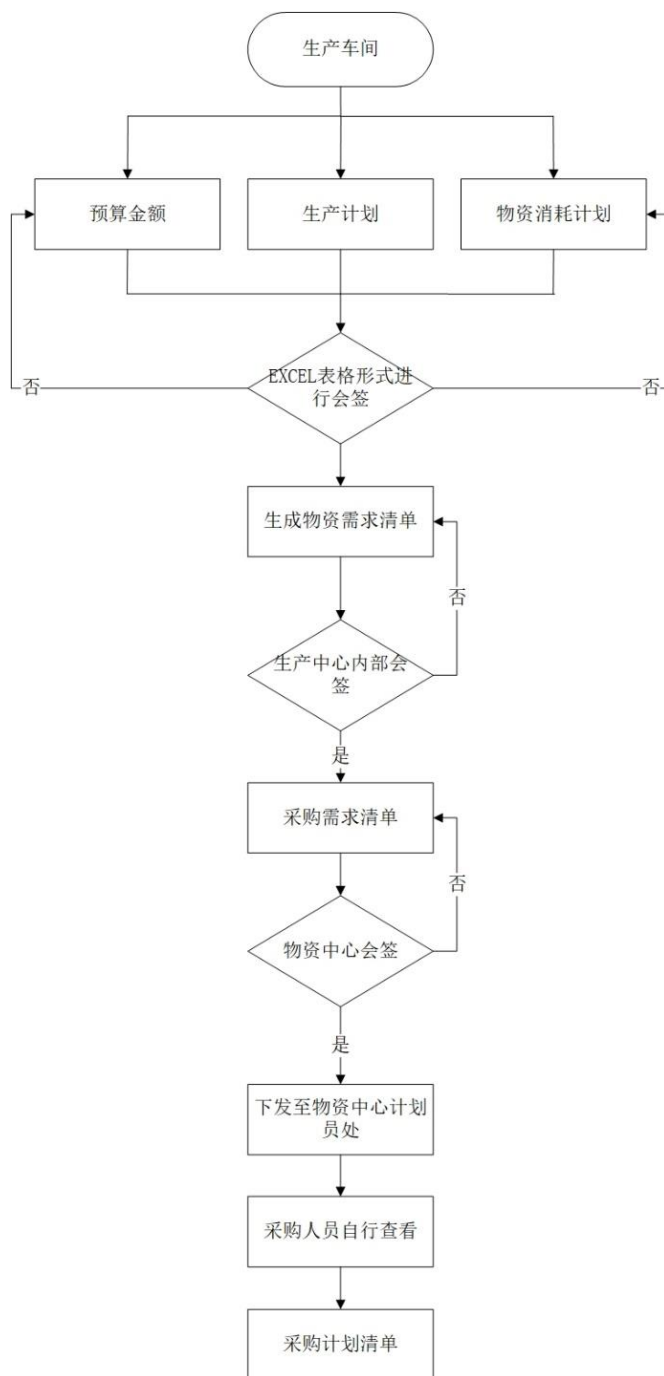 生产车间
预算金额
生产计划
物资消耗计划
EXCEL表格形式进
行会签
否
否
生成物资需求清单
否
生产中心内部会
签
是
采购需求清单
否
物资中心会签
是
下发至物资中心计划
员处
采购人员自行查看
采购计划清单